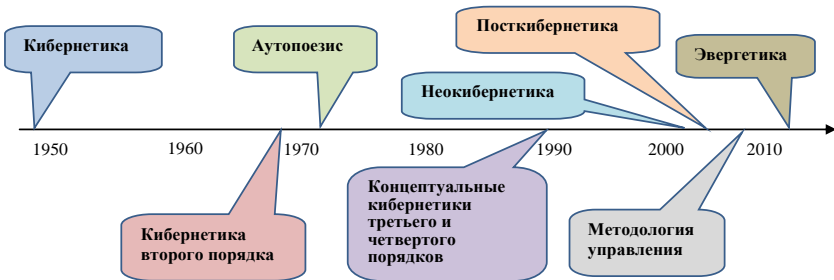 Посткибернетика
Кибернетика
Аутопоезис
Эвергетика
Неокибернетика
1950
1960
1970
1980
1990
2000
2010
Концептуальные
кибернетики
третьего и
четвертого
порядков
Кибернетика
второго порядка
Методология
управления